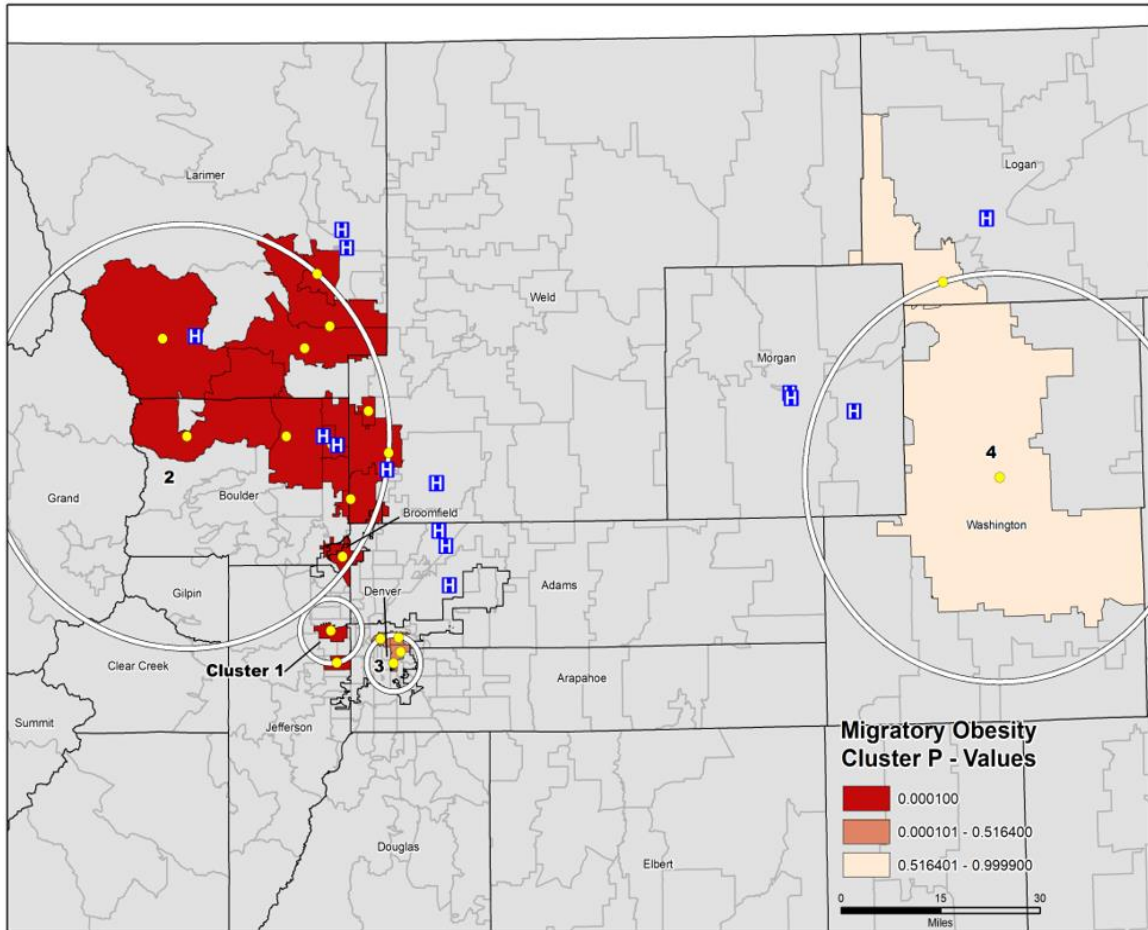 Larimer
H
H
Logan
H
Weld
H
Morgan
H
H
H
4
H
H
H
H
2
Grand
Boulder
Broomfield
H
H
Washington
Gilpin
Denver
Adams
H
Clear Creek
Cluster 1
3
Arapahoe
Summit
Jefferson
Migratory Obesity
Cluster P - Values
0.000100
0.000101 - 0.516400
0.516401 - 0.999900
Douglas
Elbert
0 15 30
Miles